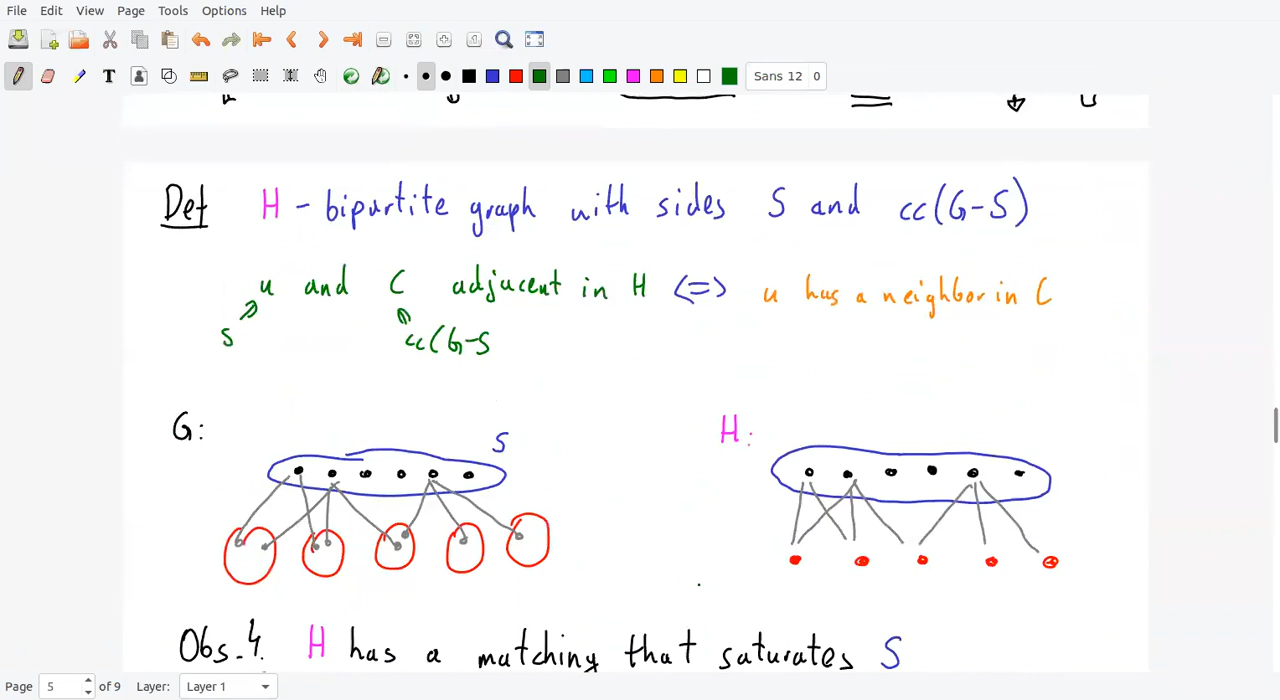 File Edit View Page Tools Options Help
Sans 12 0
Def H - bipartite graph with sides S and cc(G-S)
u and C adjacent in H <=> u has a neighbor in C
S cc(G-S
G: S H:
Obs. 4. H has a matching that saturates S
Page 5 of 9 Layer: Layer 1